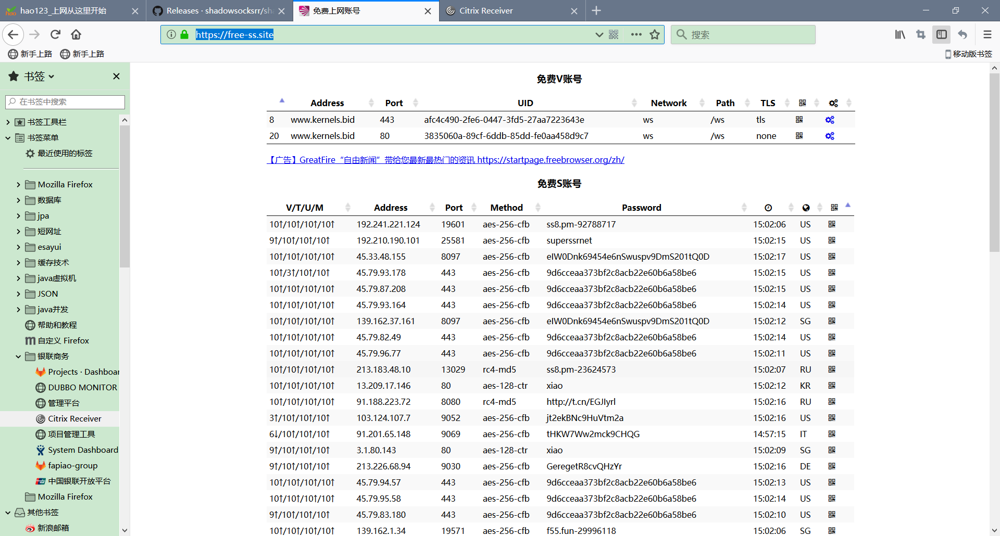 hao123_上网从这里开始
Releases · shadowsocksrr/sha
免费上网账号
Citrix Receiver
https://free-ss.site
搜索
新手上路
新手上路
移动版书签
书签
在书签中搜索
书签工具栏
书签菜单
最近使用的标签
Mozilla Firefox
数据库
jpa
短网址
esayui
缓存技术
java虚拟机
JSON
java并发
帮助和教程
自定义 Firefox
银联商务
Projects · Dashboar
DUBBO MONITOR
管理平台
Citrix Receiver
项目管理工具
System Dashboard
fapiao-group
中国银联开放平台
Mozilla Firefox
其他书签
新浪邮箱
免费V账号
Address Port UID Network Path TLS
8 www.kernels.bid 443 afc4c490-2fe6-0447-3fd5-27aa7223643e ws /ws tls
20 www.kernels.bid 80 3835060a-89cf-6ddb-85dd-fe0aa458d9c7 ws /ws none
【广告】GreatFire“自由新闻”带给您最新最热门的资讯 https://startpage.freebrowser.org/zh/
免费S账号
V/T/U/M Address Port Method Password
10↑/10↑/10↑/10↑ 192.241.221.124 19601 aes-256-cfb ss8.pm-92788717 15:02:06 US
9↑/10↑/10↑/10↑ 192.210.190.101 25581 aes-256-cfb superssrnet 15:02:15 US
10↑/10↑/10↑/10↑ 45.33.48.155 8097 aes-256-cfb eIW0Dnk69454e6nSwuspv9DmS201tQ0D 15:02:17 US
10↑/3↑/10↑/10↑ 45.79.93.178 443 aes-256-cfb 9d6cceaa373bf2c8acb22e60b6a58be6 15:02:15 US
10↑/10↑/10↑/10↑ 45.79.87.208 443 aes-256-cfb 9d6cceaa373bf2c8acb22e60b6a58be6 15:02:15 US
10↑/10↑/10↑/10↑ 45.79.93.164 443 aes-256-cfb 9d6cceaa373bf2c8acb22e60b6a58be6 15:02:14 US
10↑/10↑/10↑/10↑ 139.162.37.161 8097 aes-256-cfb eIW0Dnk69454e6nSwuspv9DmS201tQ0D 15:02:12 SG
10↑/10↑/10↑/10↑ 45.79.82.49 443 aes-256-cfb 9d6cceaa373bf2c8acb22e60b6a58be6 15:02:14 US
10↑/10↑/10↑/10↑ 45.79.96.77 443 aes-256-cfb 9d6cceaa373bf2c8acb22e60b6a58be6 15:02:11 US
10↑/10↑/10↑/10↑ 213.183.48.10 13029 rc4-md5 ss8.pm-23624573 15:02:07 RU
10↑/10↑/10↑/10↑ 13.209.17.146 80 aes-128-ctr xiao 15:02:12 KR
10↑/10↑/10↑/10↑ 91.188.223.72 8080 rc4-md5 http://t.cn/EGJIyrl 15:02:16 RU
3↑/10↑/10↑/10↑ 103.124.107.7 9052 aes-256-cfb jt2ekBNc9HuVtm2a 15:02:16 US
6↓/10↑/10↑/10↑ 91.201.65.148 9069 aes-256-cfb tHKW7Ww2mck9CHQG 14:57:15 IT
9↑/10↑/10↑/10↑ 3.1.80.143 80 aes-128-ctr xiao 15:02:09 SG
9↑/10↑/10↑/10↑ 213.226.68.94 9030 aes-256-cfb GeregetR8cvQHzYr 15:02:16 DE
10↑/10↑/10↑/10↑ 45.79.94.57 443 aes-256-cfb 9d6cceaa373bf2c8acb22e60b6a58be6 15:02:13 US
10↑/10↑/10↑/10↑ 45.79.95.58 443 aes-256-cfb 9d6cceaa373bf2c8acb22e60b6a58be6 15:02:14 US
9↑/10↑/10↑/10↑ 45.79.83.180 443 aes-256-cfb 9d6cceaa373bf2c8acb22e60b6a58be6 15:02:10 US
10↑/10↑/10↑/10↑ 139.162.1.34 19571 aes-256-cfb f55.fun-29996118 15:02:06 SG